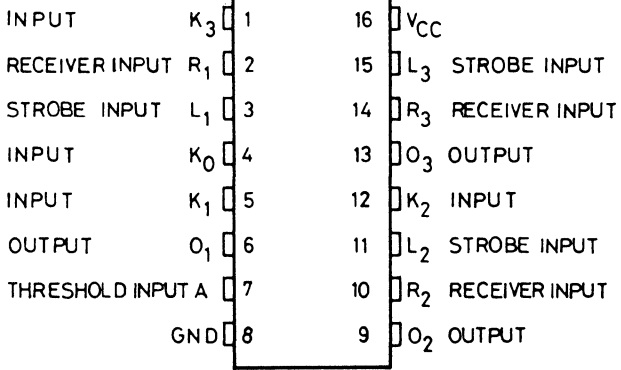 INPUT K3 1 16 VCC
RECEIVER INPUT R1 2 15 L3 STROBE INPUT
STROBE INPUT L1 3 14 R3 RECEIVER INPUT
INPUT K0 4 13 O3 OUTPUT
INPUT K1 5 12 K2 INPUT
OUTPUT O1 6 11 L2 STROBE INPUT
THRESHOLD INPUT A 7 10 R2 RECEIVER INPUT
GND 8 9 O2 OUTPUT